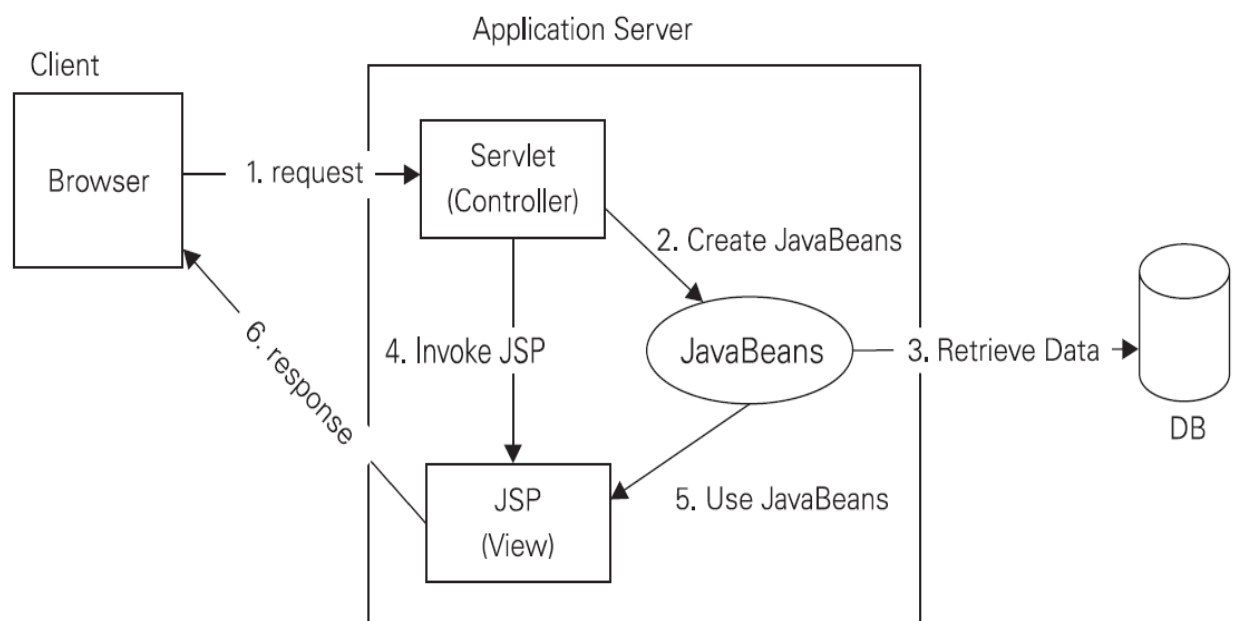 Application Server
Client
Browser
1. request
Servlet
(Controller)
2. Create JavaBeans
JavaBeans
3. Retrieve Data
DB
4. Invoke JSP
5. Use JavaBeans
JSP
(View)
6. response